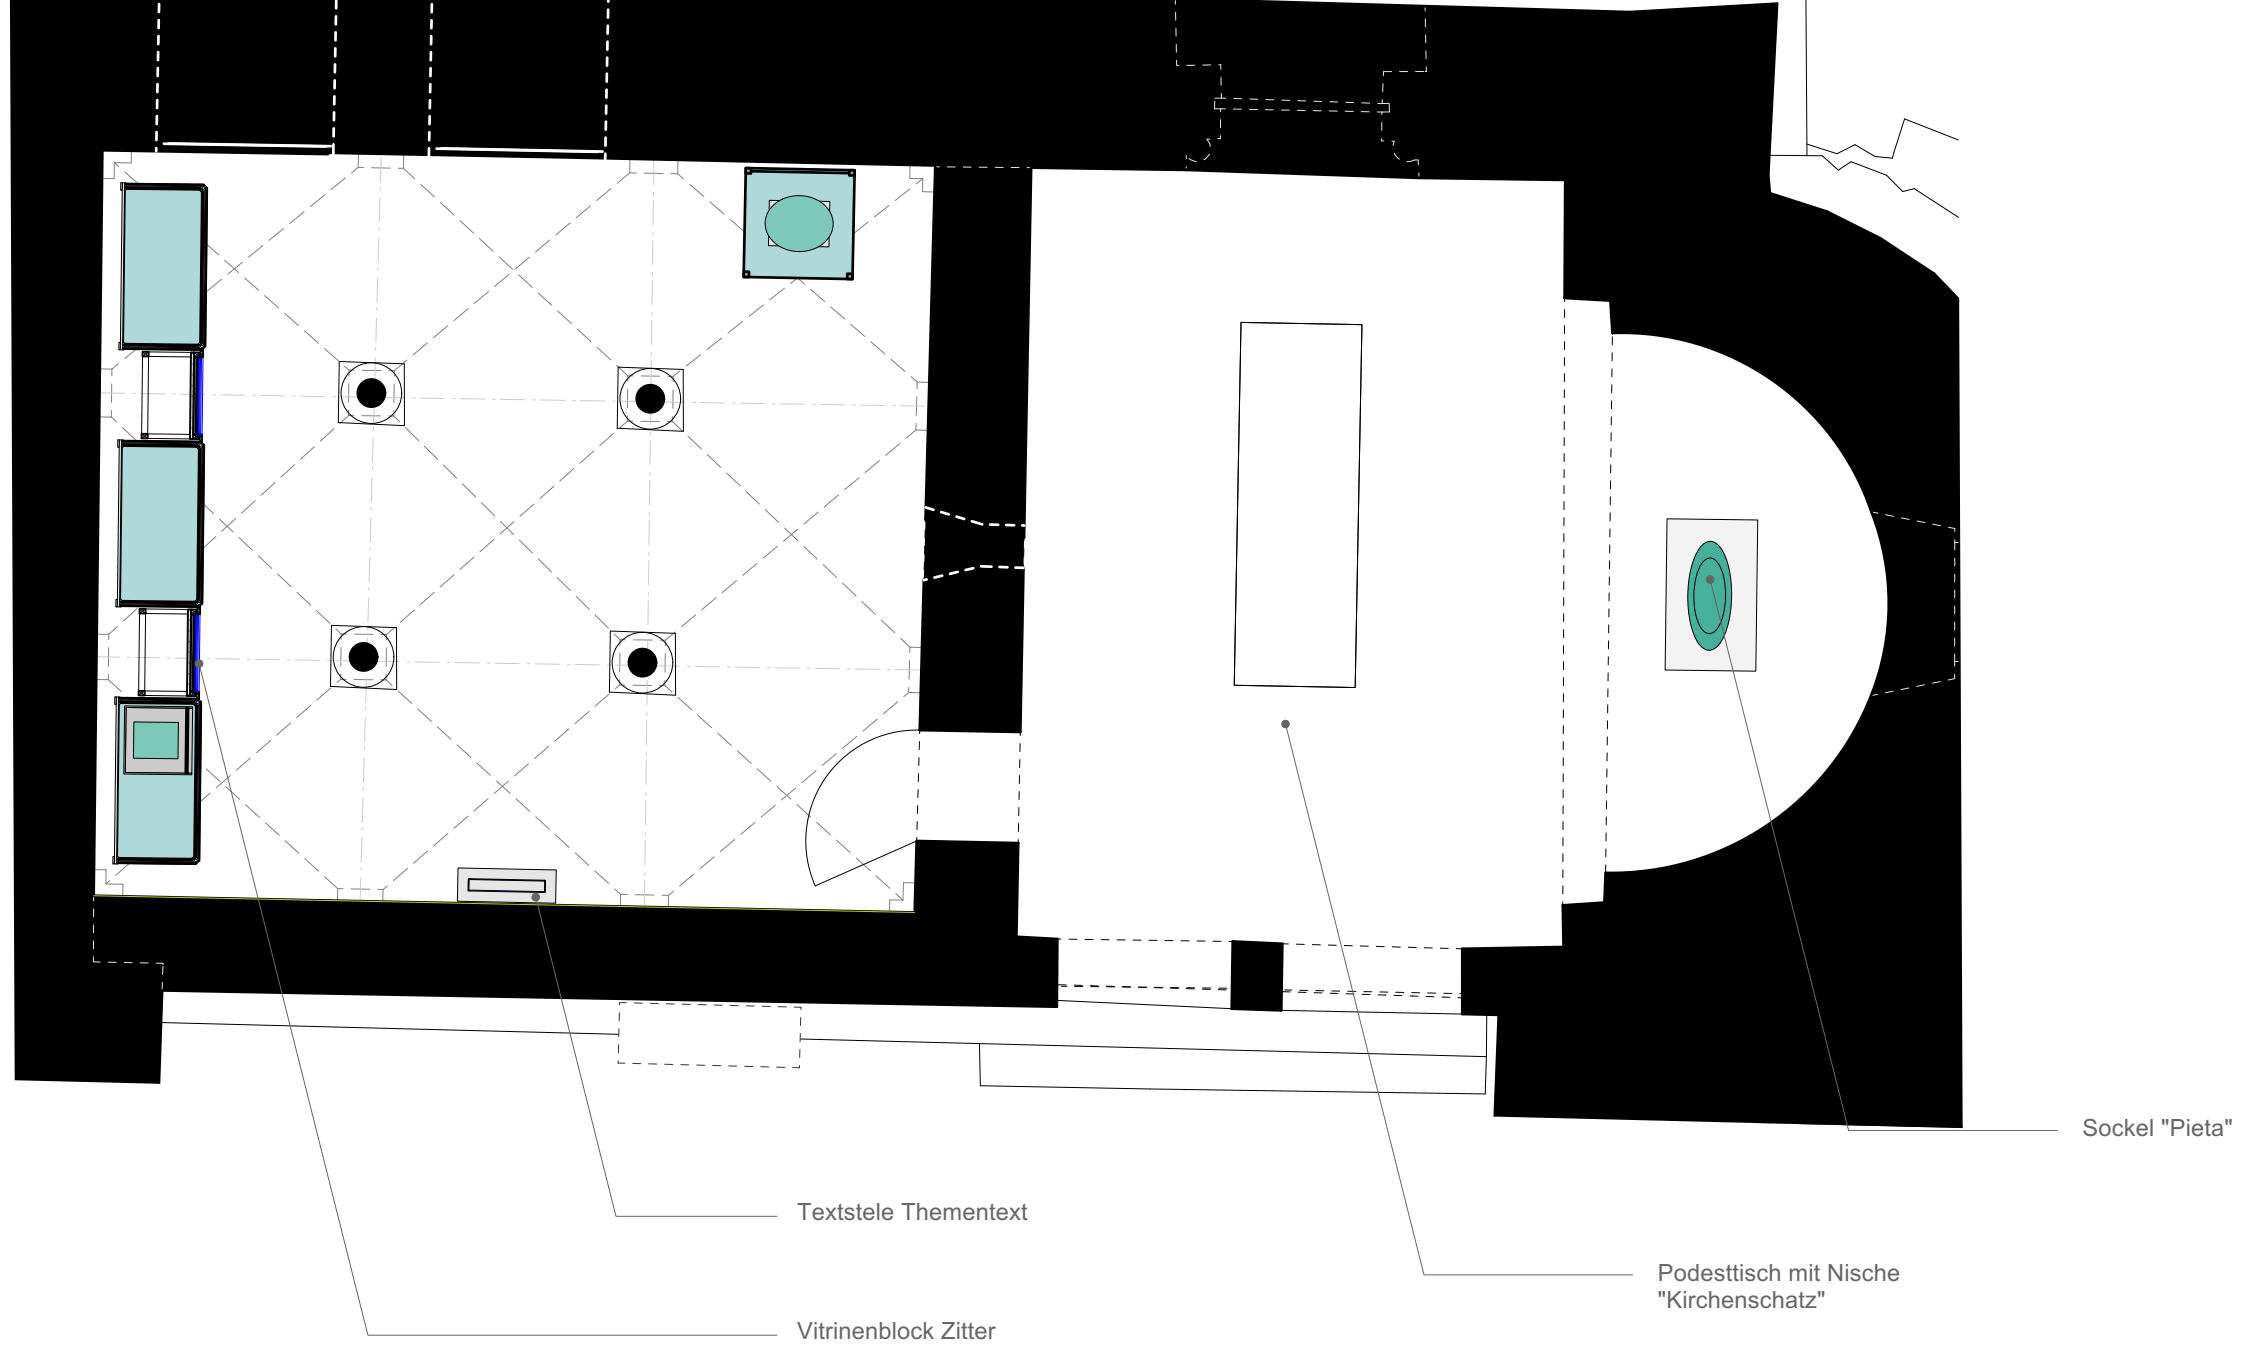 Sockel "Pieta"
Textstele Thementext
Podesttisch mit Nische
"Kirchenschatz"
Vitrinenblock Zitter